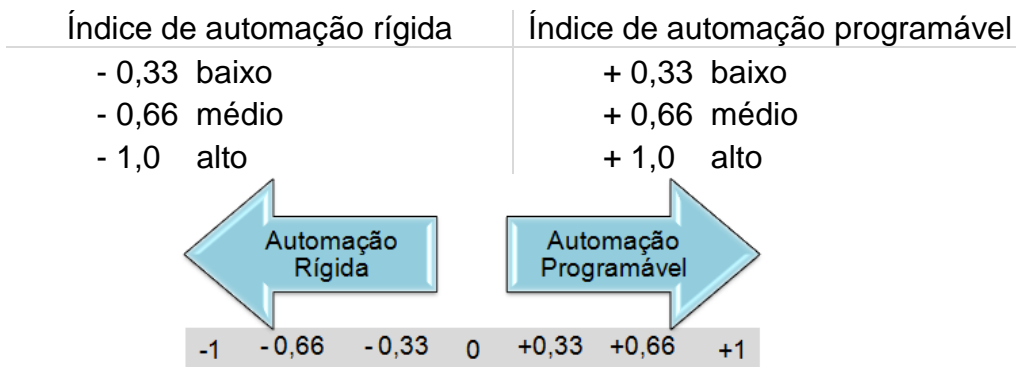 Índice de automação rígida Índice de automação programável
- 0,33 baixo + 0,33 baixo
- 0,66 médio + 0,66 médio
- 1,0 alto + 1,0 alto
Automação Automação
Rígida Programável
-1 - 0,66 - 0,33 0 +0,33 +0,66 +1